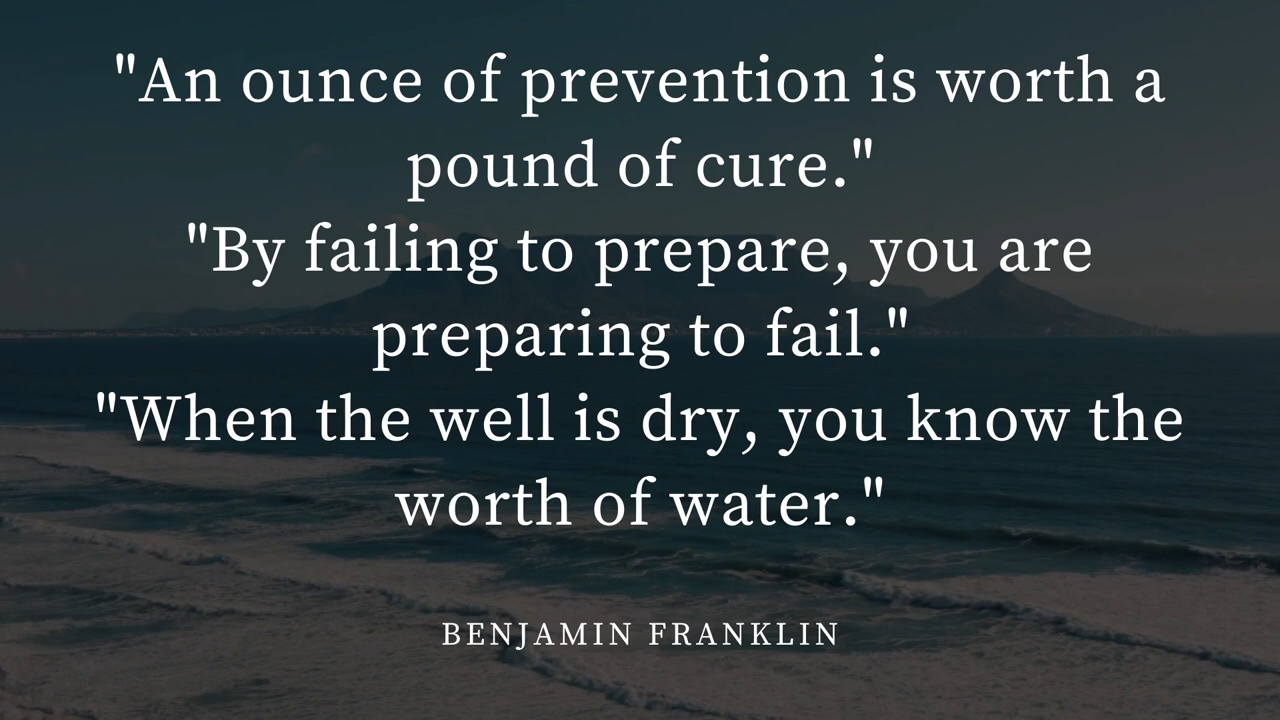 "An ounce of prevention is worth a
pound of cure."
"By failing to prepare, you are
preparing to fail."
"When the well is dry, you know the
worth of water."
BENJAMIN FRANKLIN